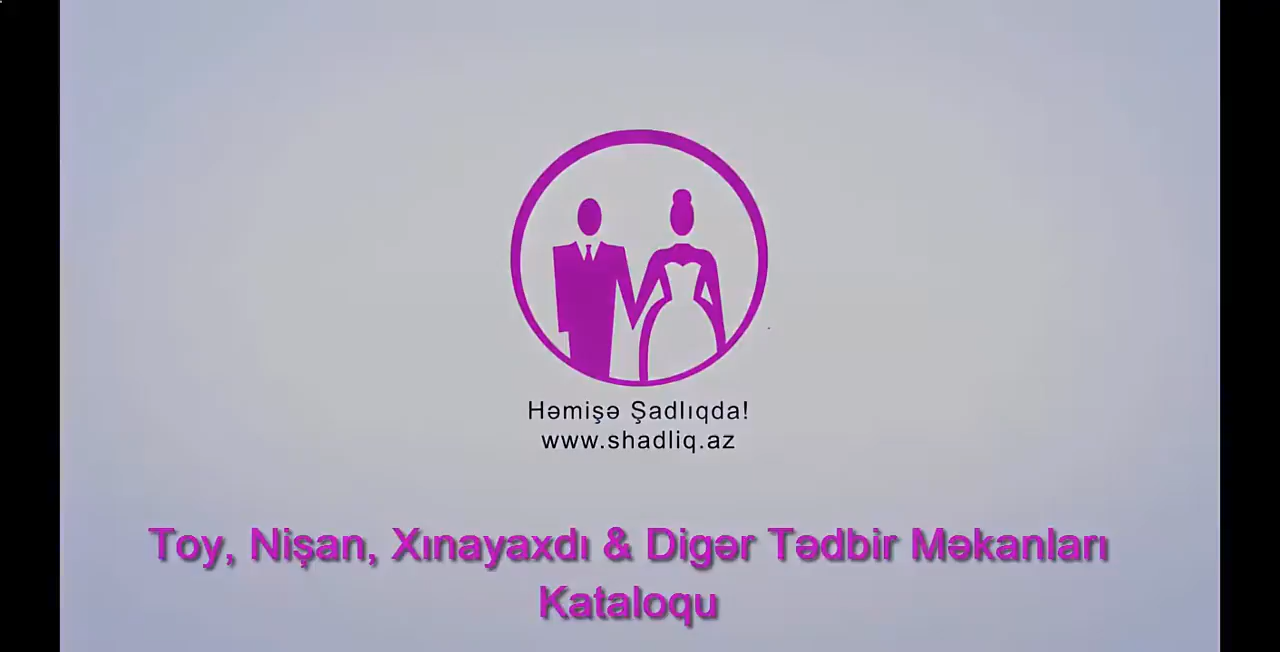 Həmişə Şadlıqda!
www.shadliq.az
Toy, Nişan, Xınayaxdı & Digər Tədbir Məkanları
Kataloqu